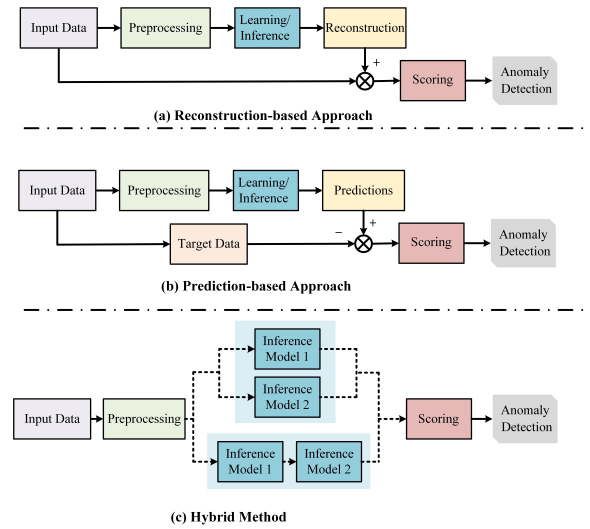 Input Data
Preprocessing
Learning/
Inference
Reconstruction
+
Scoring
Anomaly
Detection
(a) Reconstruction-based Approach
Input Data
Preprocessing
Learning/
Inference
Predictions
+
−
Target Data
Scoring
Anomaly
Detection
(b) Prediction-based Approach
Inference
Model 1
Inference
Model 2
Input Data
Preprocessing
Scoring
Anomaly
Detection
Inference
Model 1
Inference
Model 2
(c) Hybrid Method